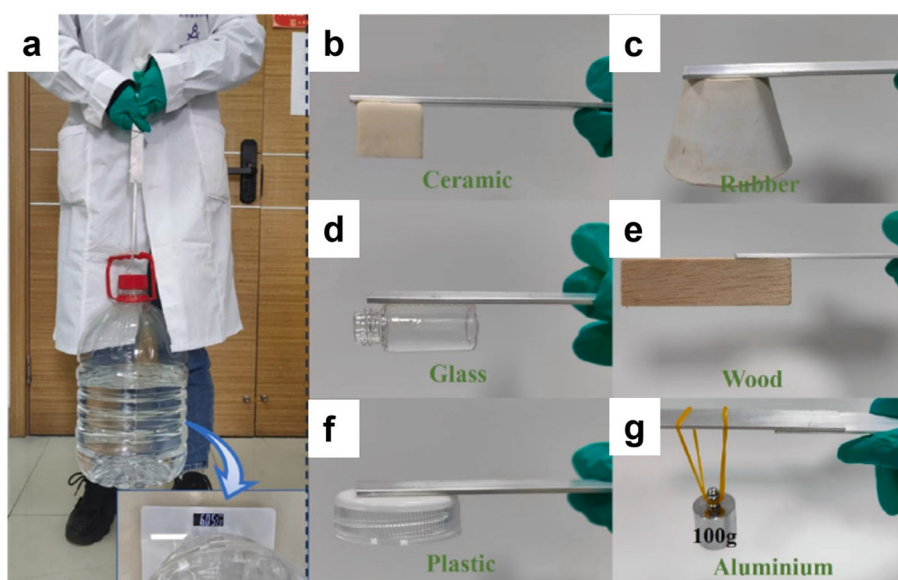 a
b
c
Ceramic
Rubber
d
e
Glass
Wood
f
g
100g
Plastic
Aluminium